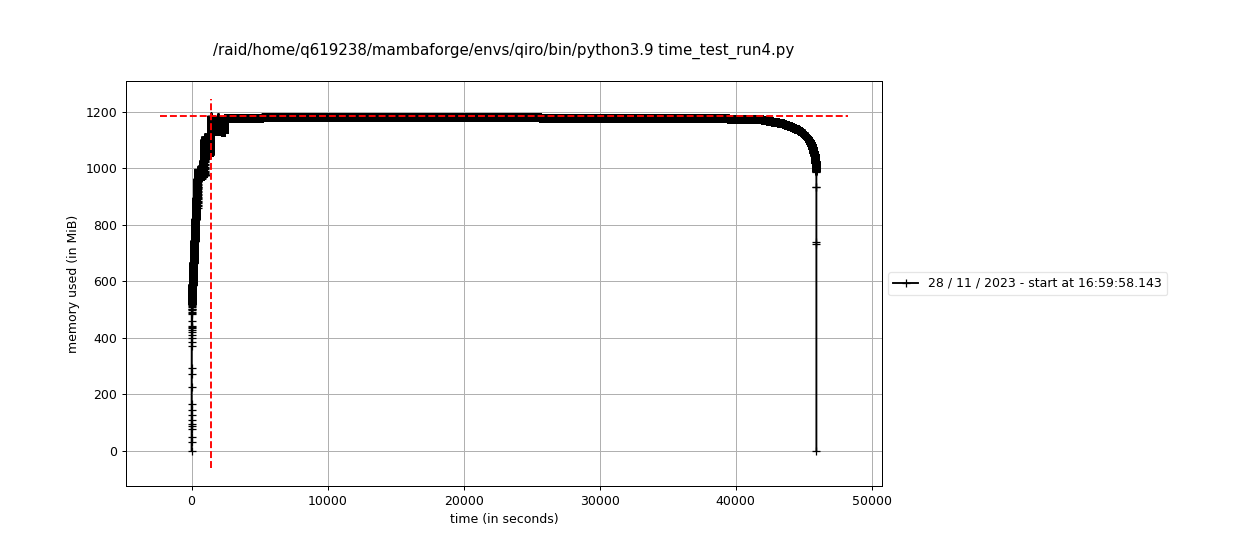 /raid/home/q619238/mambaforge/envs/qiro/bin/python3.9 time_test_run4.py
1200
1000
800
600
400
200
0
memory used (in MiB)
28 / 11 / 2023 - start at 16:59:58.143
0 10000 20000 30000 40000 50000
time (in seconds)